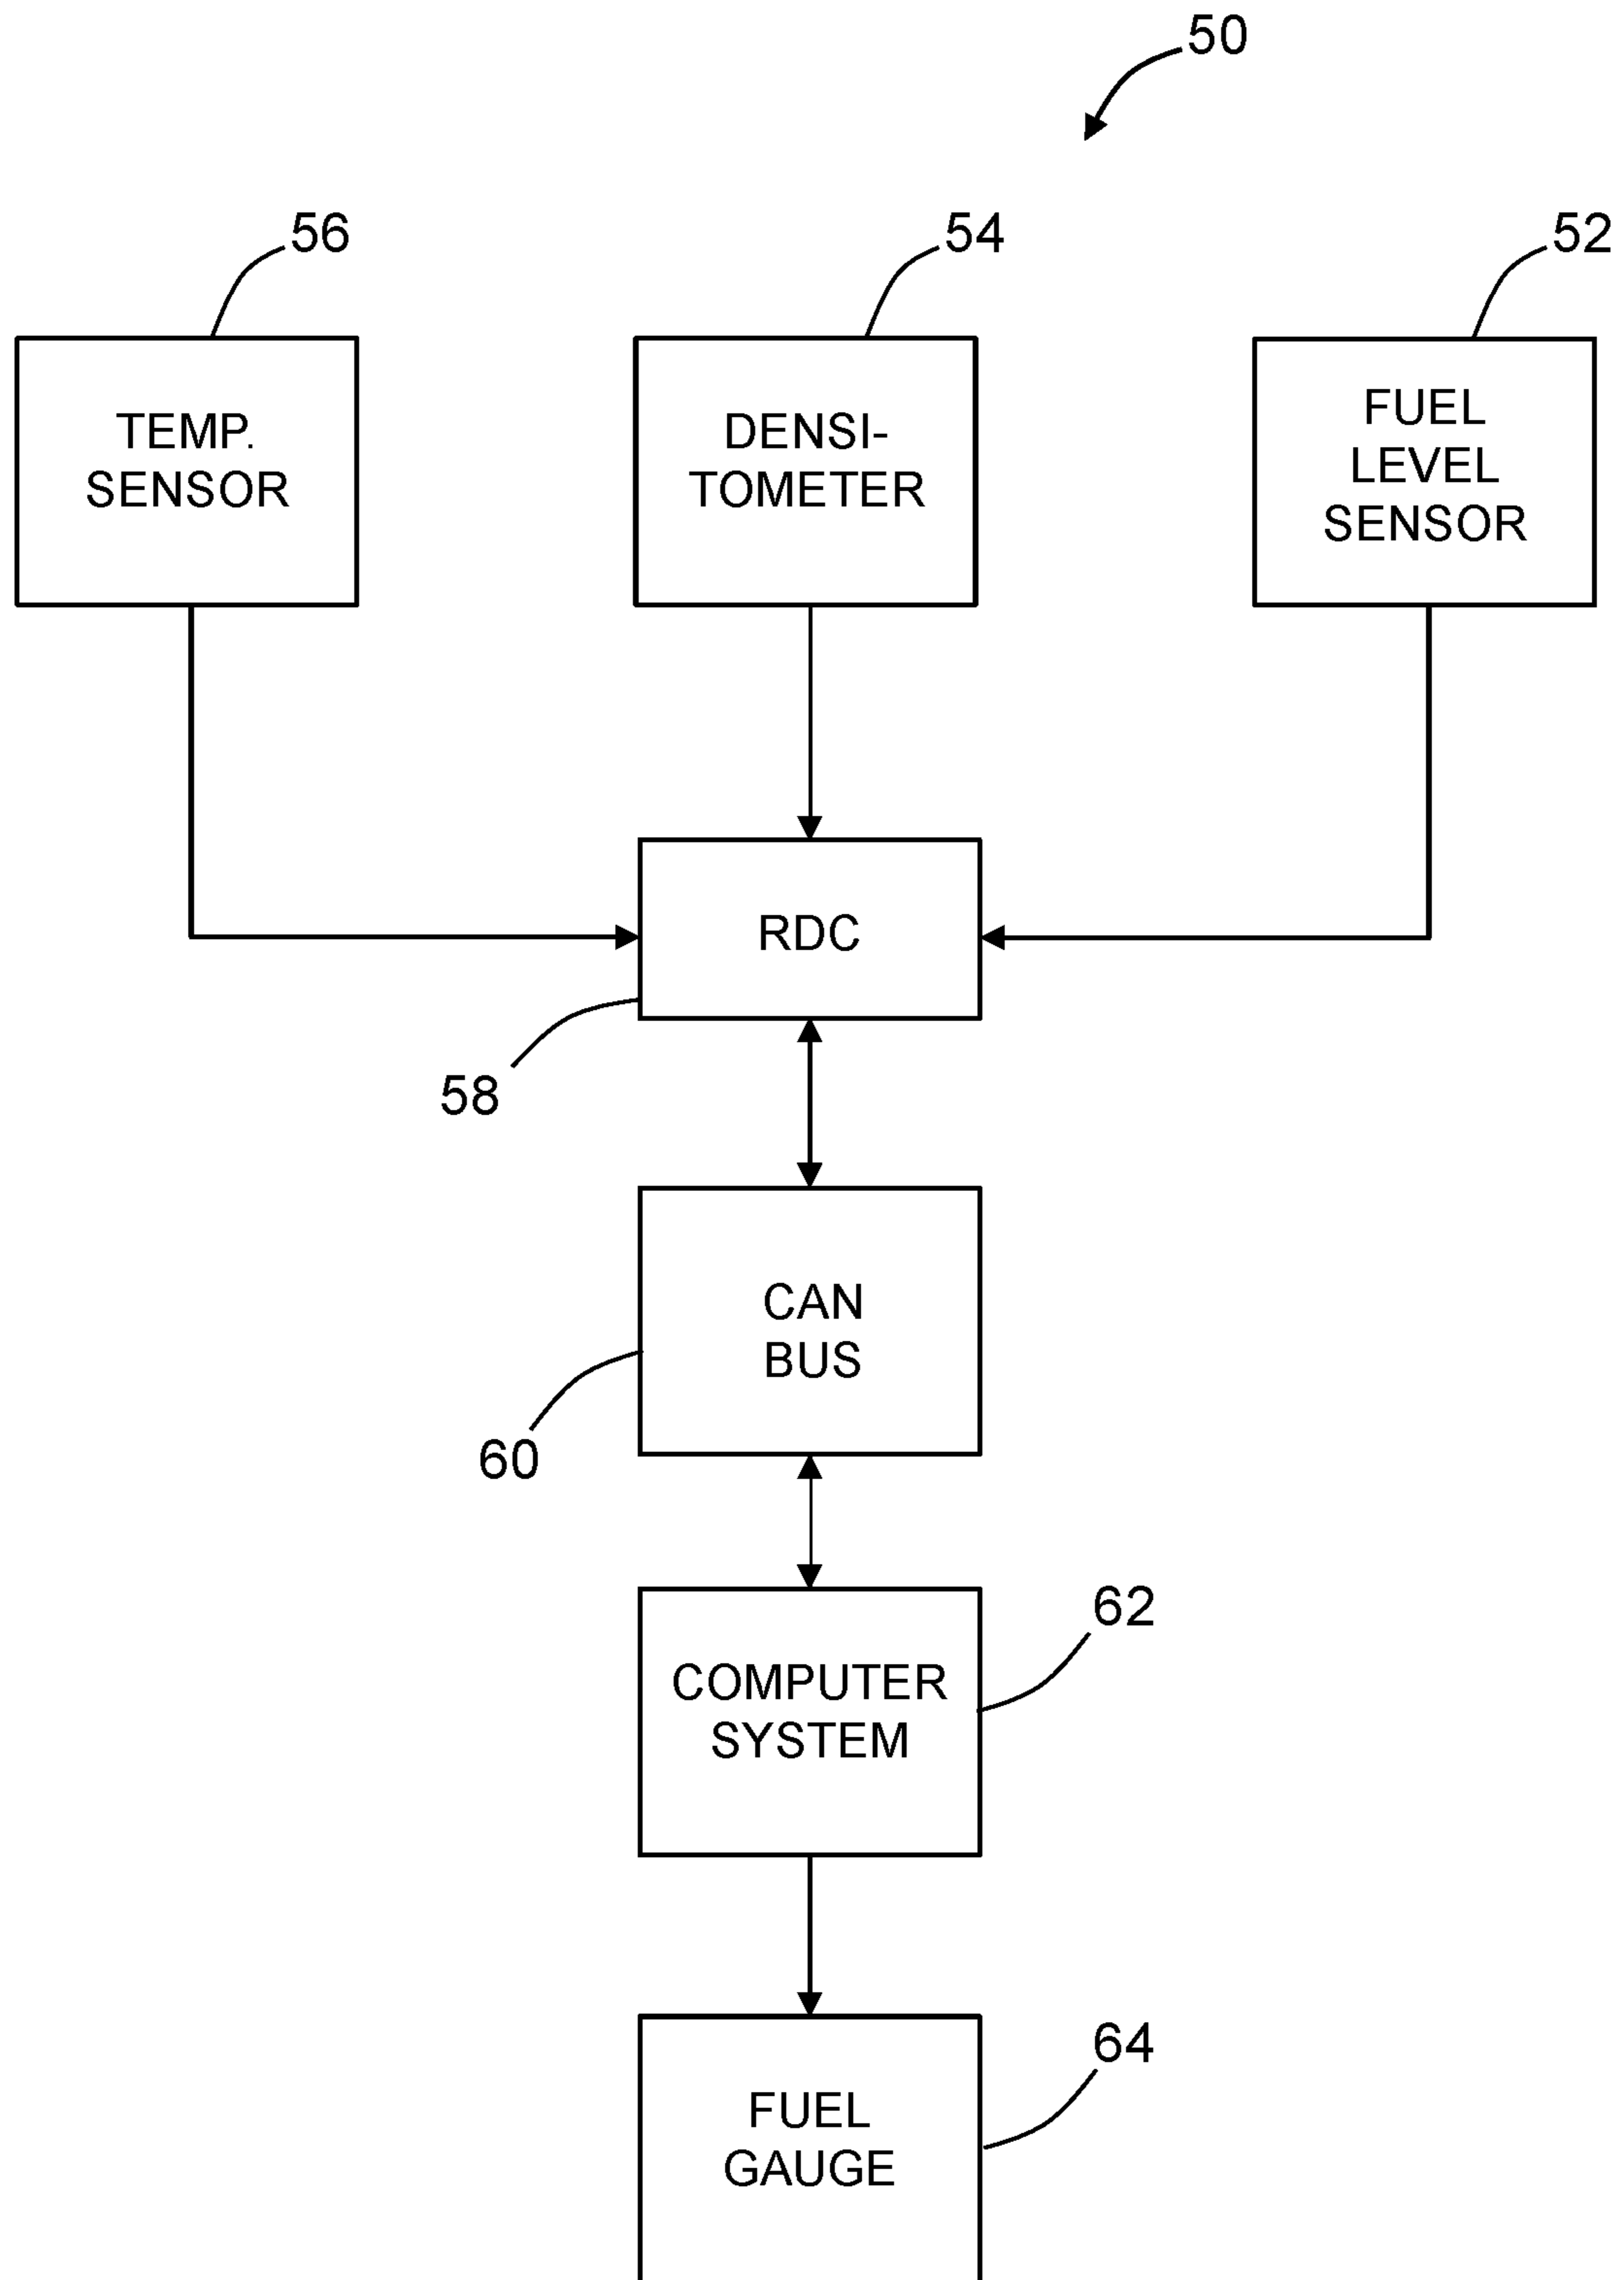 50
56
54
52
TEMP.
SENSOR
DENSI-
TOMETER
FUEL
LEVEL
SENSOR
RDC
58
CAN
BUS
60
62
COMPUTER
SYSTEM
64
FUEL
GAUGE